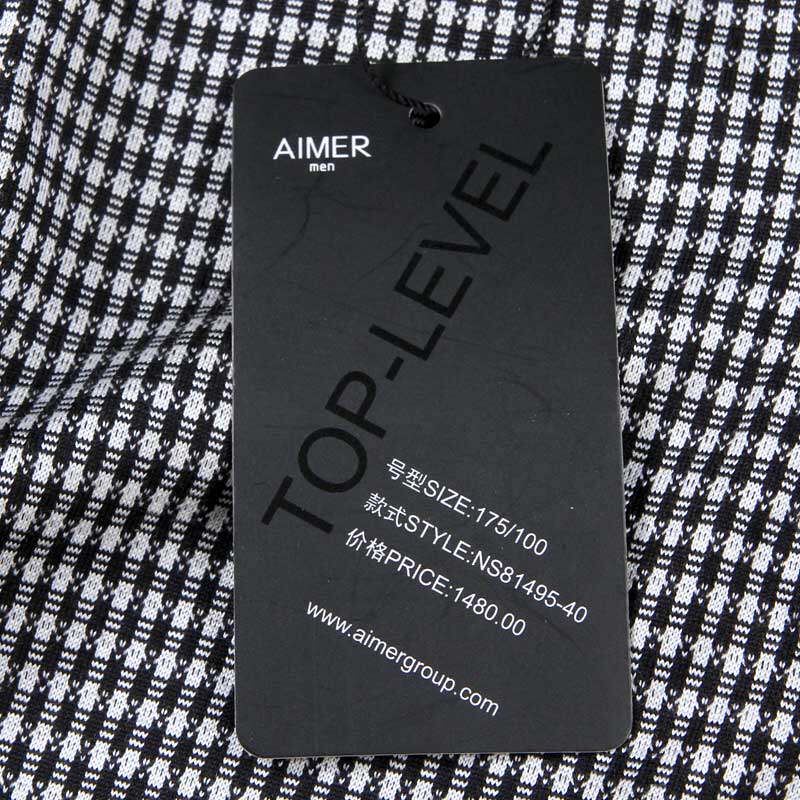 AIMER
men
TOP-LEVEL
号型SIZE:175/100
款式STYLE:NS81495-40
价格PRICE:1480.00
www.aimergroup.com